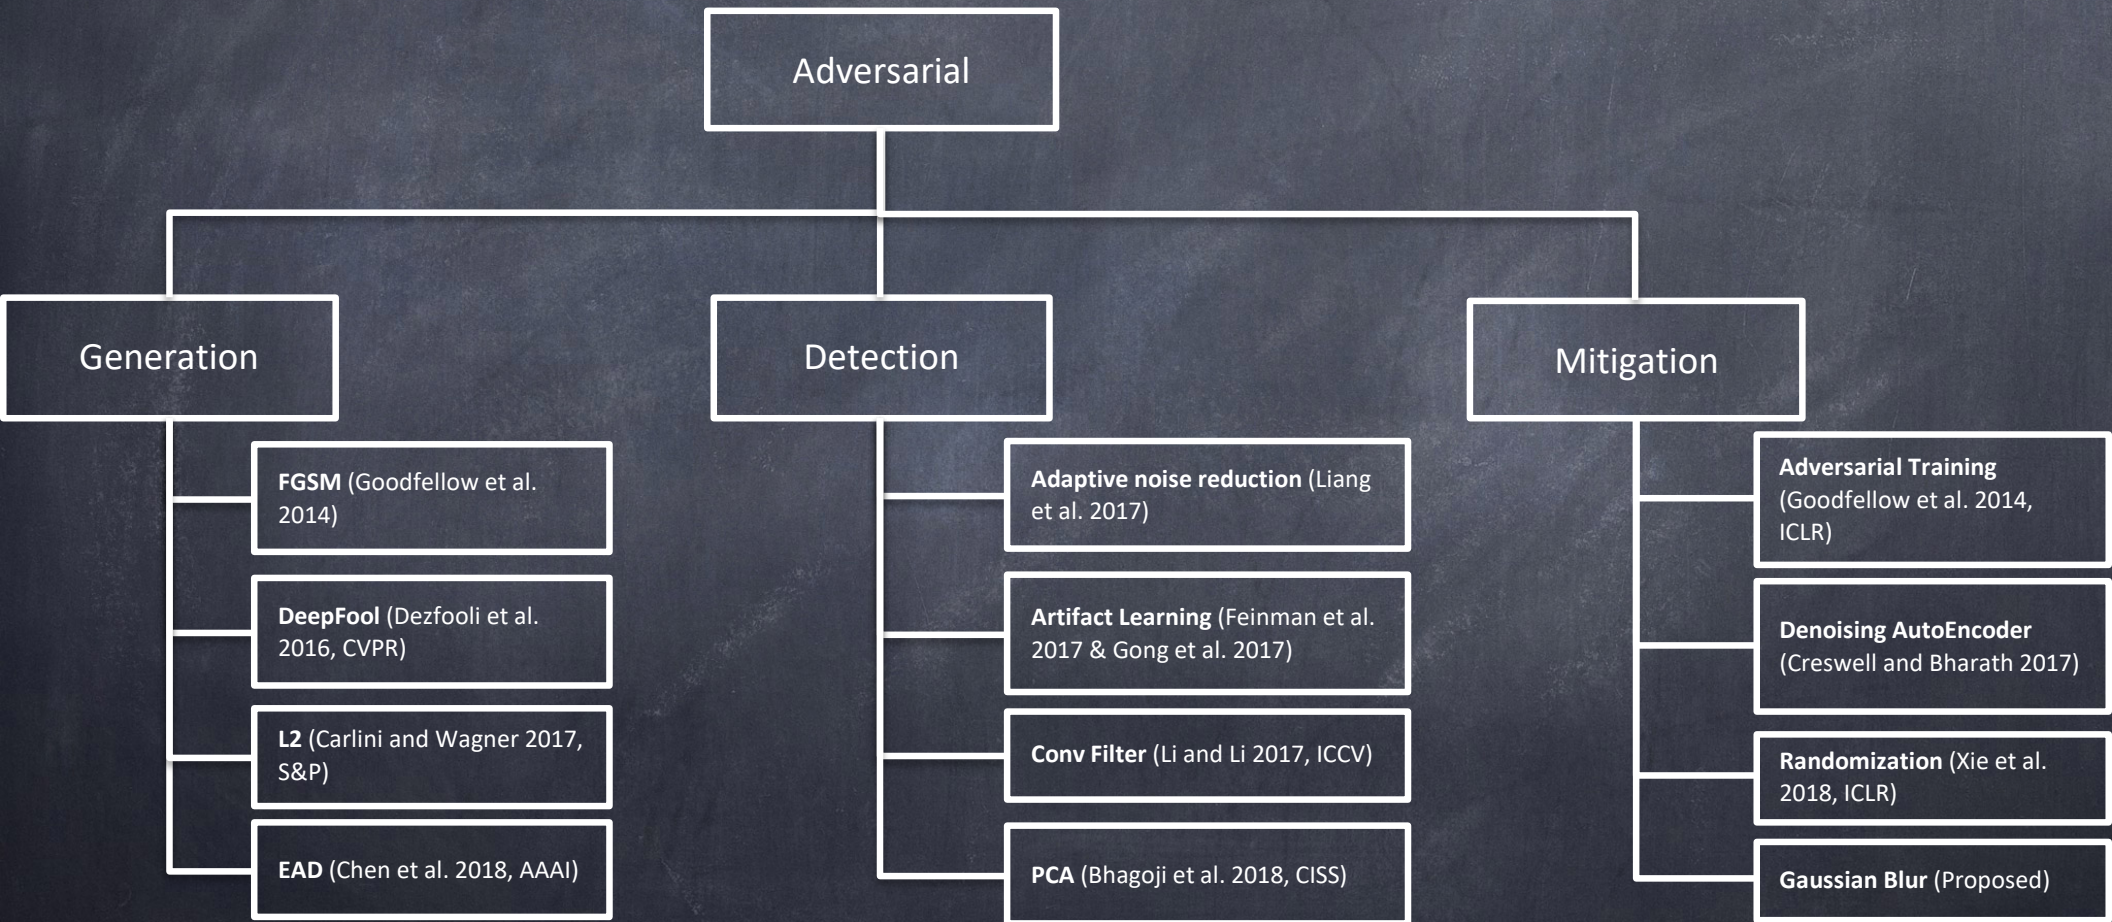 Adversarial
Generation
Detection
Mitigation
FGSM (Goodfellow et al.
2014)
DeepFool (Dezfooli et al.
2016, CVPR)
L2 (Carlini and Wagner 2017,
S&P)
EAD (Chen et al. 2018, AAAI)
Adaptive noise reduction (Liang
et al. 2017)
Artifact Learning (Feinman et al.
2017 & Gong et al. 2017)
Conv Filter (Li and Li 2017, ICCV)
PCA (Bhagoji et al. 2018, CISS)
Adversarial Training
(Goodfellow et al. 2014,
ICLR)
Denoising AutoEncoder
(Creswell and Bharath 2017)
Randomization (Xie et al.
2018, ICLR)
Gaussian Blur (Proposed)